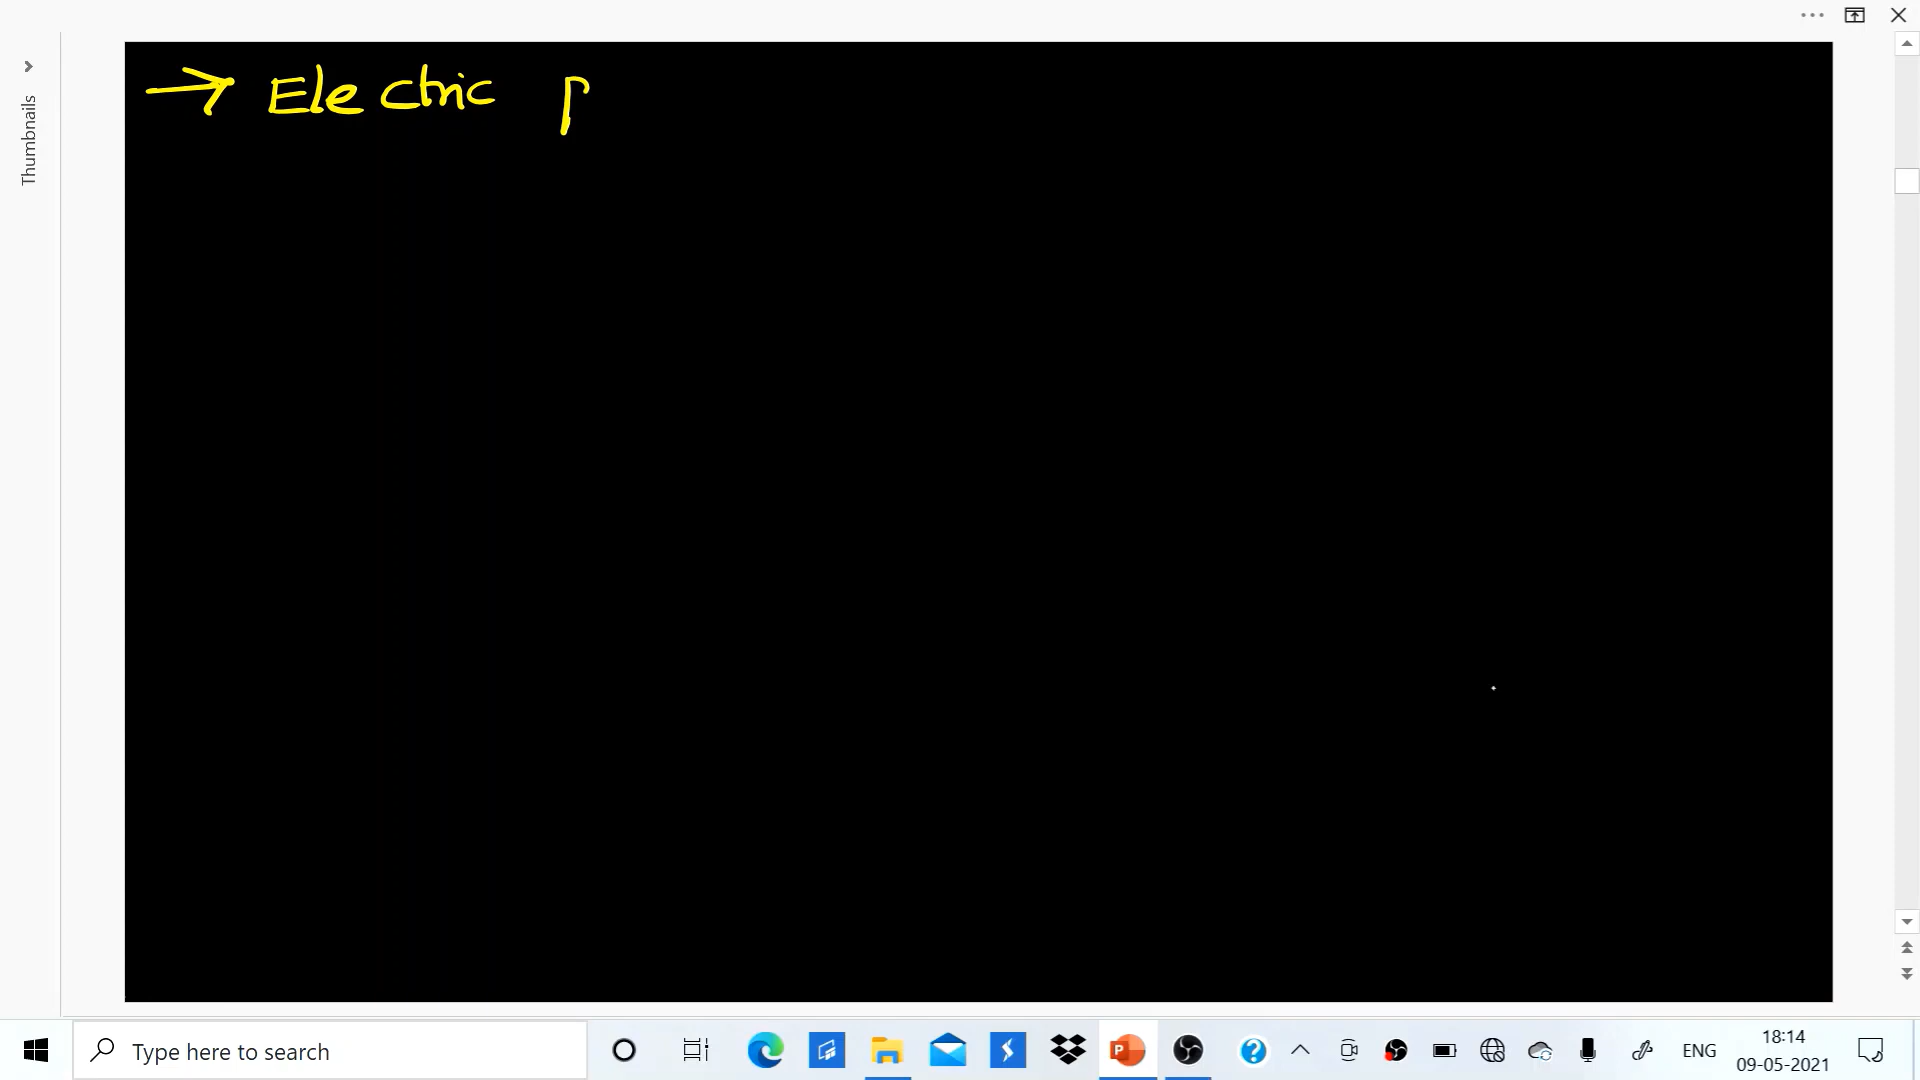 → Electric p
Thumbnails
Type here to search
ENG
18:14
09-05-2021